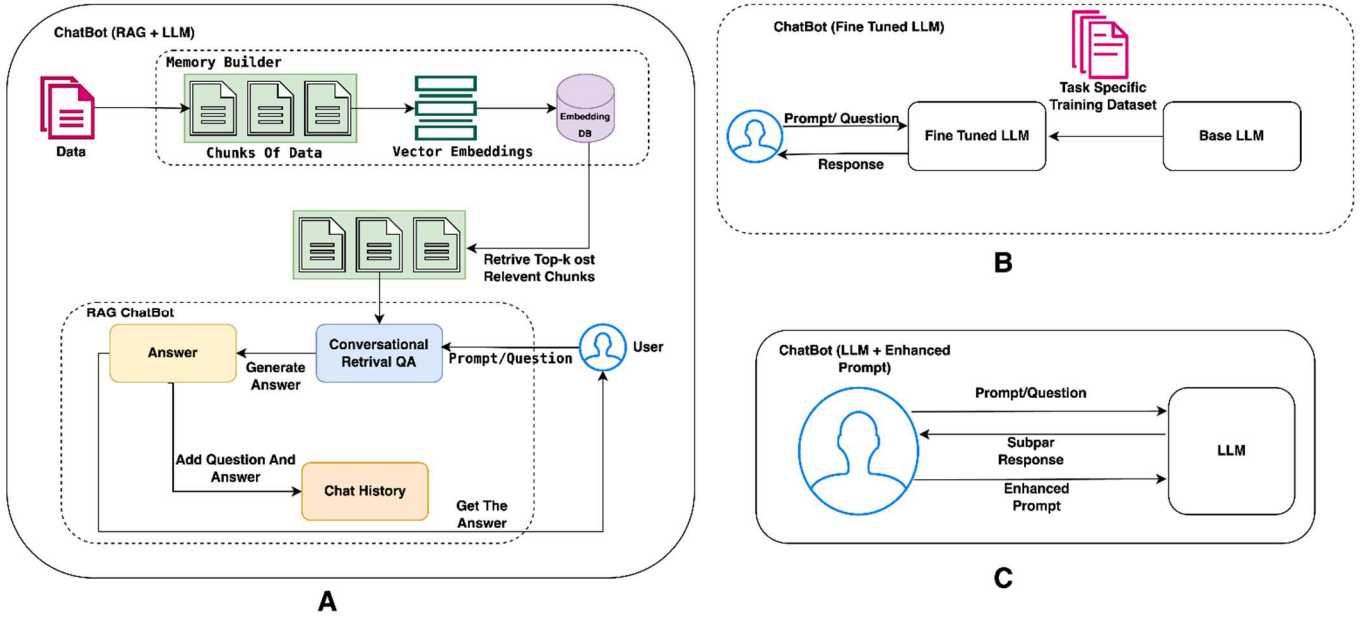 ChatBot (RAG + LLM)
Memory Builder
Data
Chunks Of Data
Vector Embeddings
Embedding
DB
Retrive Top-k ost
Relevent Chunks
RAG ChatBot
Answer
Generate
Answer
Conversational
Retrival QA
Prompt/Question
User
Add Question And
Answer
Chat History
Get The
Answer
A
ChatBot (Fine Tuned LLM)
Task Specific
Training Dataset
Prompt/ Question
Response
Fine Tuned LLM
Base LLM
B
ChatBot (LLM + Enhanced
Prompt)
Prompt/Question
Subpar
Response
Enhanced
Prompt
LLM
C